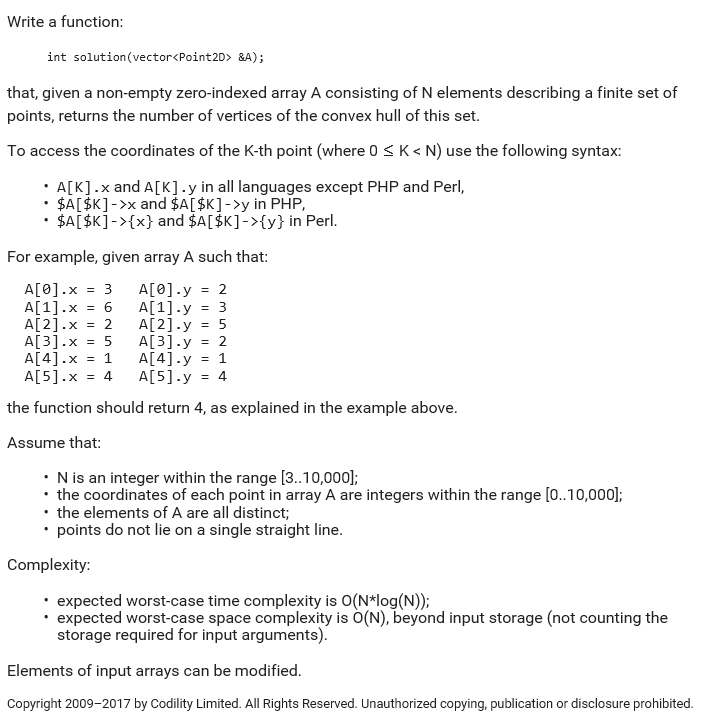 Write a function:
int solution(vector<Point2D> &A);
that, given a non-empty zero-indexed array A consisting of N elements describing a finite set of
points, returns the number of vertices of the convex hull of this set.
To access the coordinates of the K-th point (where 0 ≤ K < N) use the following syntax:
• A[K].x and A[K].y in all languages except PHP and Perl,
• $A[$K]->x and $A[$K]->y in PHP,
• $A[$K]->{x} and $A[$K]->{y} in Perl.
For example, given array A such that:
A[0].x = 3 A[0].y = 2
A[1].x = 6 A[1].y = 3
A[2].x = 2 A[2].y = 5
A[3].x = 5 A[3].y = 2
A[4].x = 1 A[4].y = 1
A[5].x = 4 A[5].y = 4
the function should return 4, as explained in the example above.
Assume that:
• N is an integer within the range [3..10,000];
• the coordinates of each point in array A are integers within the range [0..10,000];
• the elements of A are all distinct;
• points do not lie on a single straight line.
Complexity:
• expected worst-case time complexity is O(N*log(N));
• expected worst-case space complexity is O(N), beyond input storage (not counting the
storage required for input arguments).
Elements of input arrays can be modified.
Copyright 2009–2017 by Codility Limited. All Rights Reserved. Unauthorized copying, publication or disclosure prohibited.